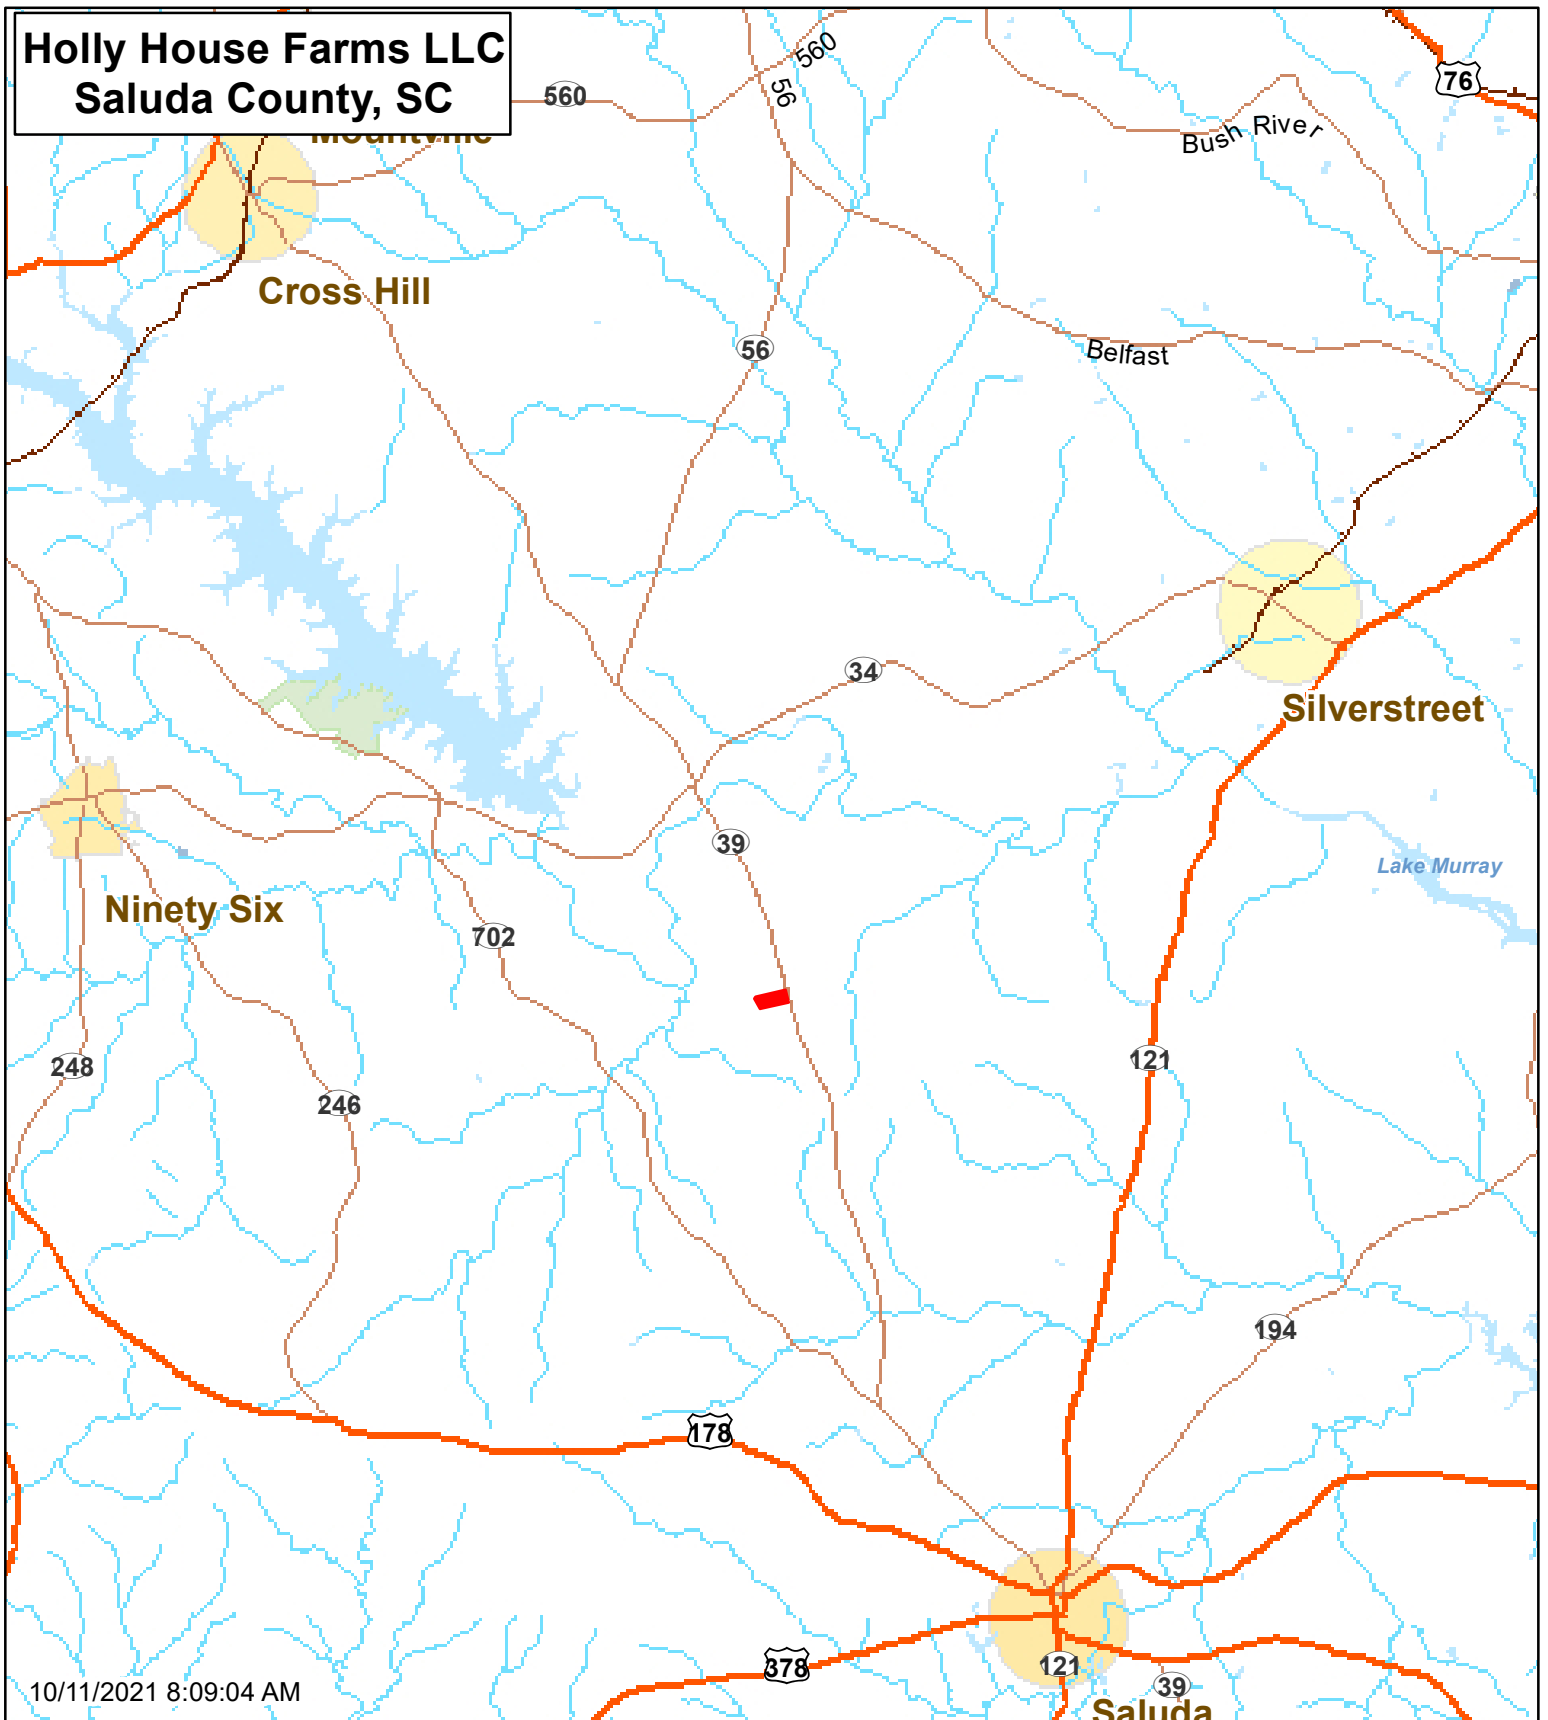 Holly House Farms LLC
Saluda County, SC
560
560
56
76
Bush River
Mountville
Cross Hill
56
Belfast
34
Silverstreet
39
Lake Murray
Ninety Six
702
248
246
121
194
178
378
121
39
Saluda
10/11/2021 8:09:04 AM